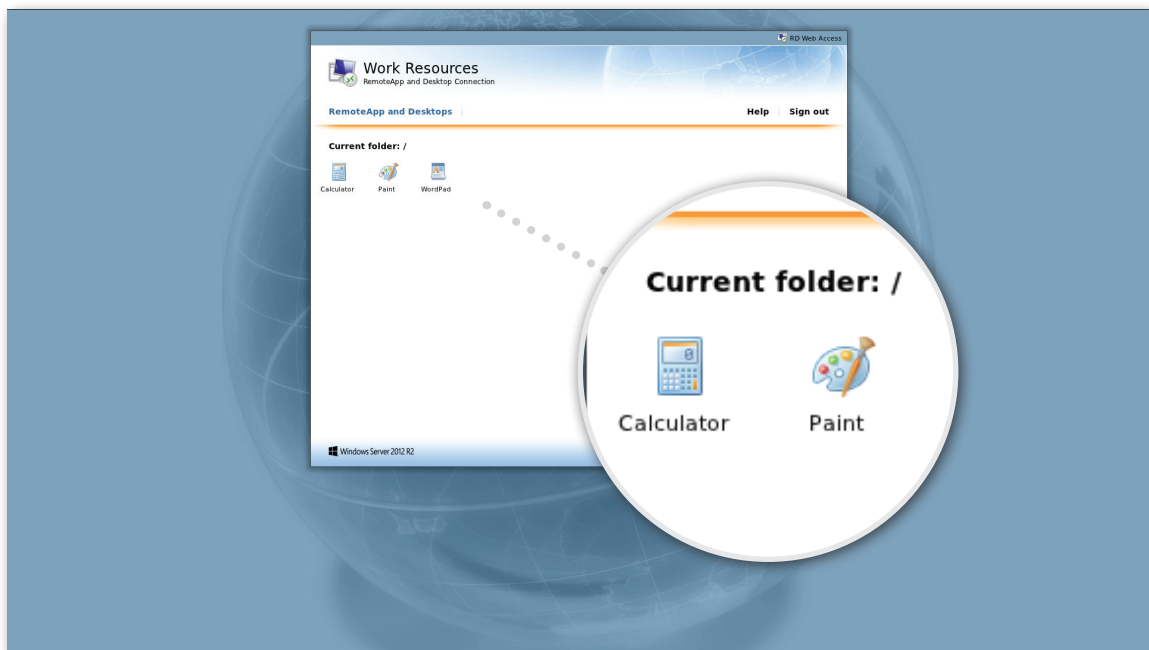 RD Web Access
Work Resources
RemoteApp and Desktop Connection
RemoteApp and Desktops
Help Sign out
Current folder: /
Calculator Paint WordPad
Current folder: /
0
Calculator Paint
Windows Server 2012 R2